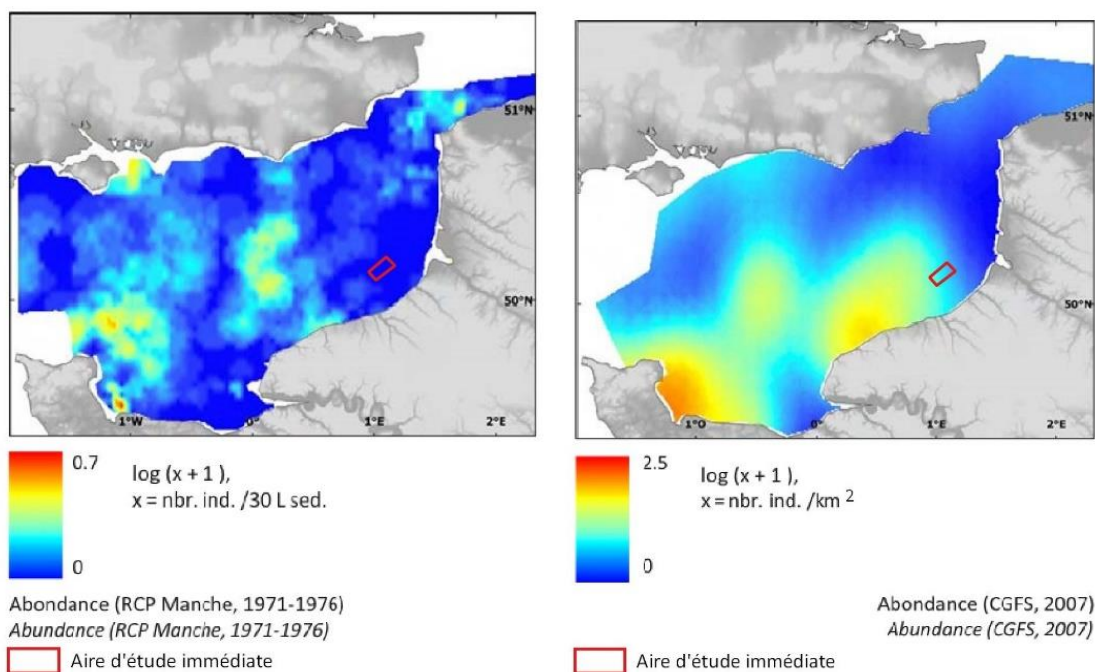 51°N
50°N
1°W
0°
1°E
2°E
0.7
log (x + 1),
x = nbr. ind. /30 L sed.
0
Abondance (RCP Manche, 1971-1976)
Abundance (RCP Manche, 1971-1976)
Aire d'étude immédiate
51°N
50°N
1°O
0°
1°E
2°E
2.5
log (x + 1),
x = nbr. ind. /km 2
0
Abondance (CGFS, 2007)
Abundance (CGFS, 2007)
Aire d'étude immédiate